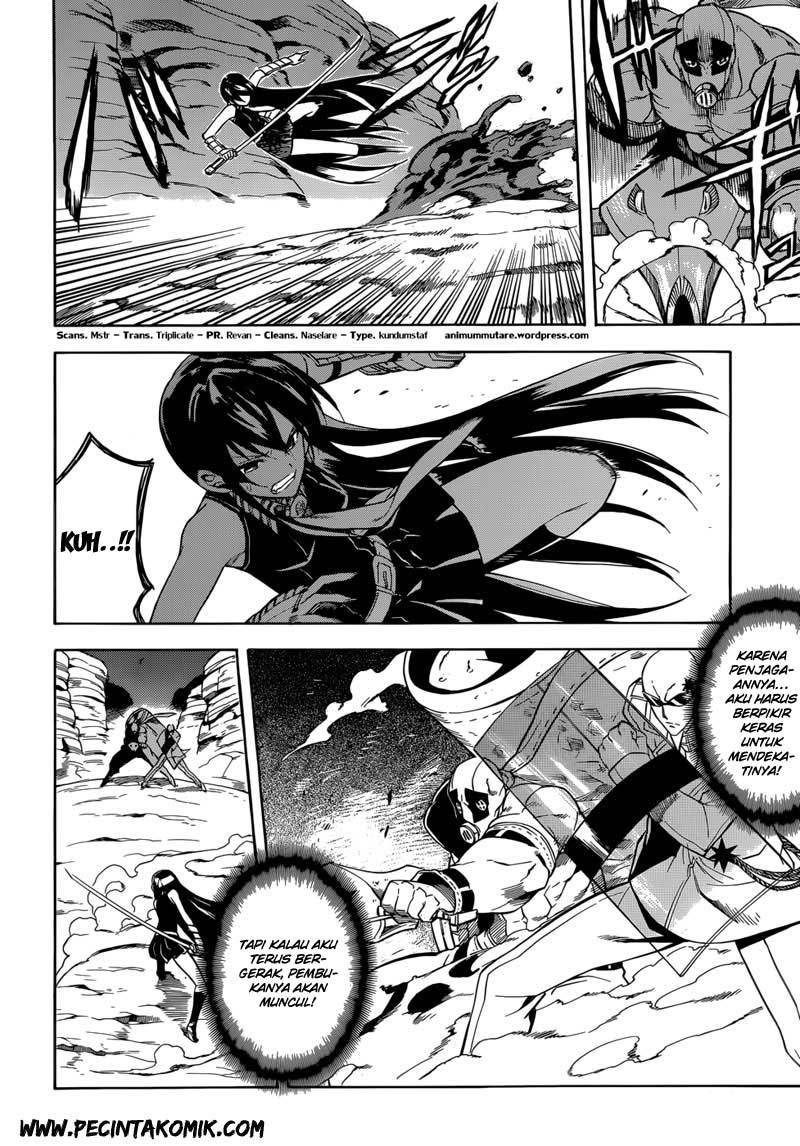 Scans. Mstr – Trans. Triplicate – PR. Revan – Cleans. Naselare – Type. kundumstaf animummutare.wordpress.com
KUH..!!
KARENA
PENJAGA-
ANNYA...
AKU HARUS
BERPIKIR
KERAS
UNTUK
MENDEKA-
TINYA!
TAPI KALAU AKU
TERUS BER-
GERAK, PEMBU-
KANYA AKAN
MUNCUL!
WWW.PECINTAKOMIK.COM